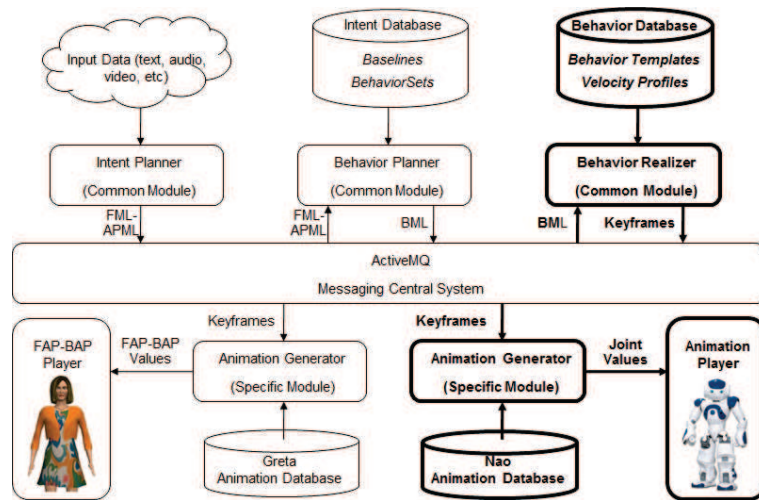 Input Data (text, audio,
video, etc)
Intent Database
Baselines
BehaviorSets
Behavior Database
Behavior Templates
Velocity Profiles
Intent Planner
(Common Module)
Behavior Planner
(Common Module)
Behavior Realizer
(Common Module)
FML-
APML
FML-
APML
BML
BML
Keyframes
ActiveMQ
Messaging Central System
Keyframes
Keyframes
FAP-BAP
Player
FAP-BAP
Values
Animation Generator
(Specific Module)
Animation Generator
(Specific Module)
Joint
Values
Animation
Player
Greta
Animation Database
Nao
Animation Database